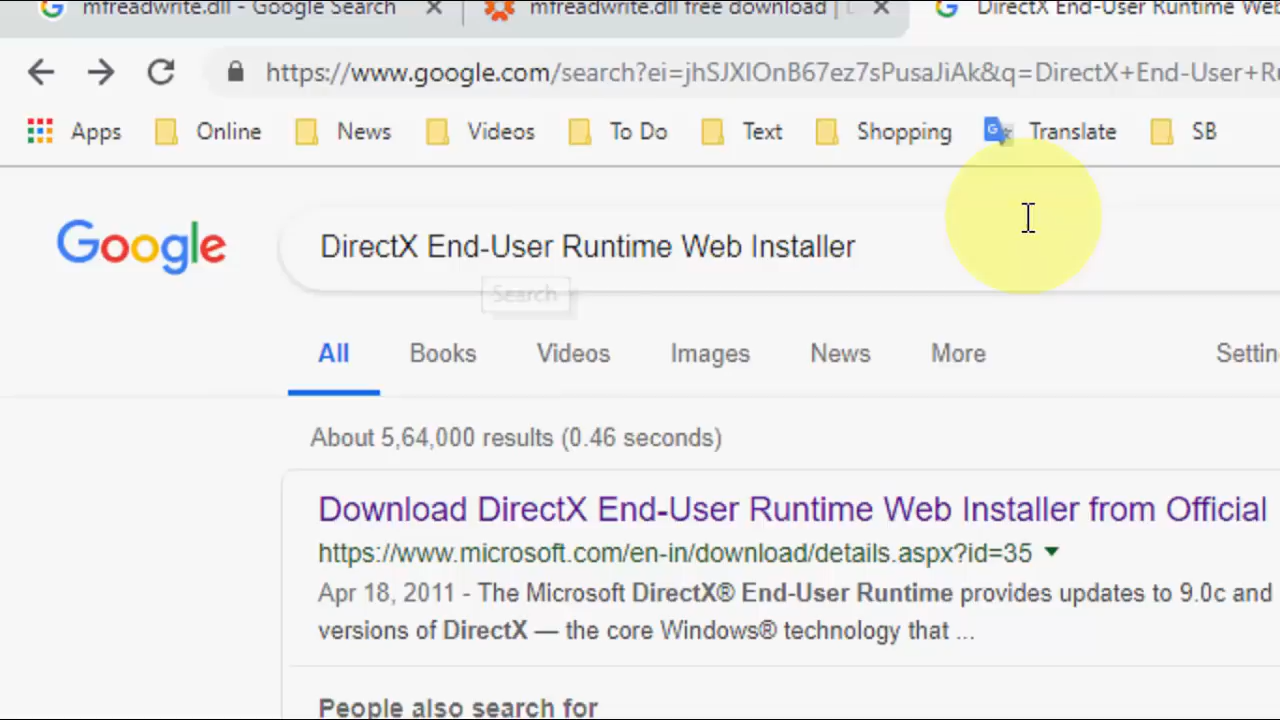 mfreadwrite.dll - Google Search
mfreadwrite.dll free download |
DirectX End-User Runtime Web
https://www.google.com/search?ei=jhSJXIOnB67ez7sPusaJiAk&q=DirectX+End-User+Ru
Apps Online News Videos To Do Text Shopping Translate SB
Google
DirectX End-User Runtime Web Installer
Search
All Books Videos Images News More Settin
About 5,64,000 results (0.46 seconds)
Download DirectX End-User Runtime Web Installer from Official
https://www.microsoft.com/en-in/download/details.aspx?id=35
Apr 18, 2011 - The Microsoft DirectX® End-User Runtime provides updates to 9.0c and
versions of DirectX — the core Windows® technology that ...
People also search for